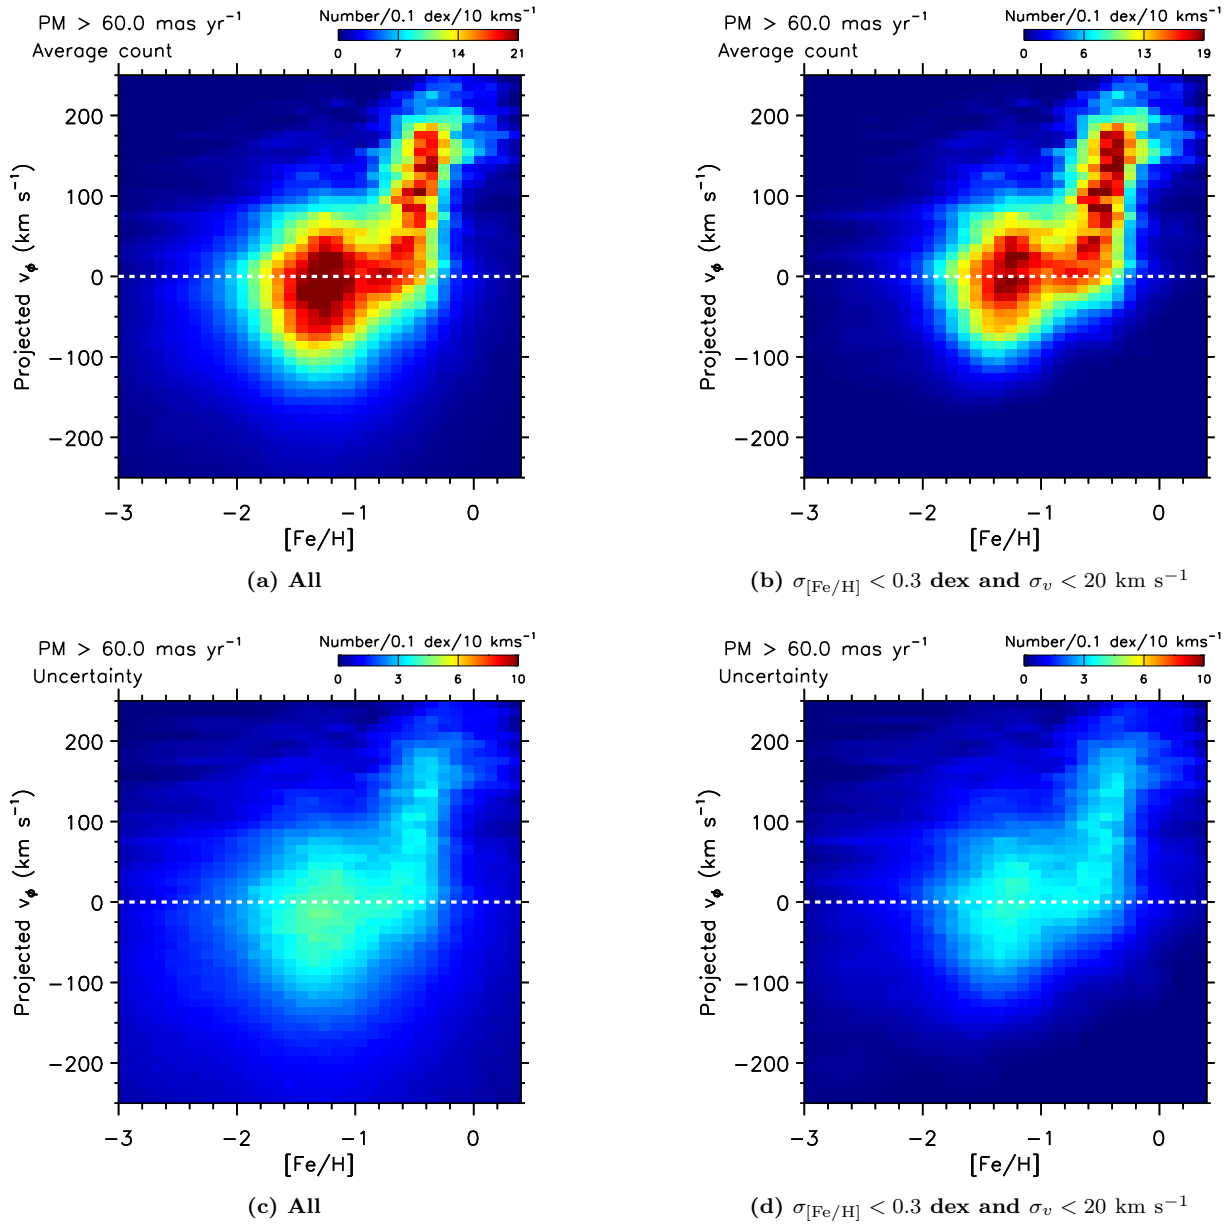 PM > 60.0 mas yr⁻¹
Average count
Number/0.1 dex/10 kms⁻¹
0 7 14 21
200
100
0
−100
−200
Projected v_ϕ (km s⁻¹)
−3 −2 −1 0
[Fe/H]
(a) All
PM > 60.0 mas yr⁻¹
Average count
Number/0.1 dex/10 kms⁻¹
0 6 13 19
200
100
0
−100
−200
Projected v_ϕ (km s⁻¹)
−3 −2 −1 0
[Fe/H]
(b) σ_[Fe/H] < 0.3 dex and σ_v < 20 km s⁻¹
PM > 60.0 mas yr⁻¹
Uncertainty
Number/0.1 dex/10 kms⁻¹
0 3 6 10
200
100
0
−100
−200
Projected v_ϕ (km s⁻¹)
−3 −2 −1 0
[Fe/H]
(c) All
PM > 60.0 mas yr⁻¹
Uncertainty
Number/0.1 dex/10 kms⁻¹
0 3 6 10
200
100
0
−100
−200
Projected v_ϕ (km s⁻¹)
−3 −2 −1 0
[Fe/H]
(d) σ_[Fe/H] < 0.3 dex and σ_v < 20 km s⁻¹